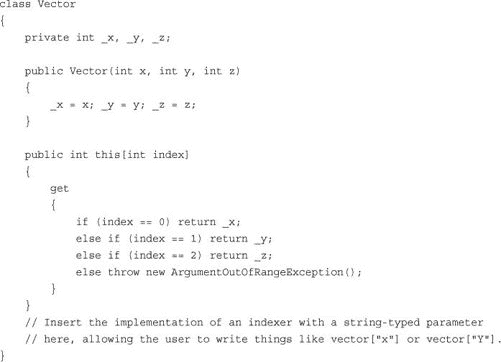 class Vector
{
    private int _x, _y, _z;

    public Vector(int x, int y, int z)
    {
        _x = x; _y = y; _z = z;
    }

    public int this[int index]
    {
        get
        {
            if (index == 0) return _x;
            else if (index == 1) return _y;
            else if (index == 2) return _z;
            else throw new ArgumentOutOfRangeException();
        }
    }
    // Insert the implementation of an indexer with a string-typed parameter
    // here, allowing the user to write things like vector["x"] or vector["Y"].
}